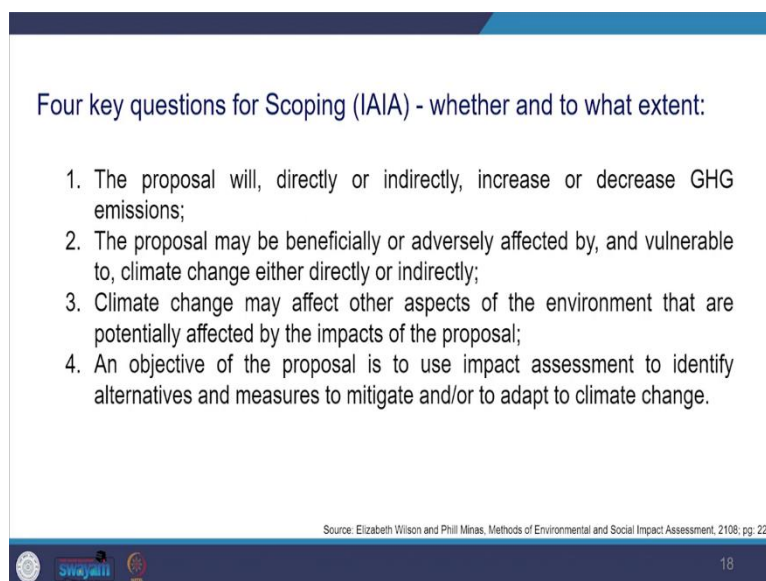 Four key questions for Scoping (IAIA) - whether and to what extent:
1. The proposal will, directly or indirectly, increase or decrease GHG
emissions;
2. The proposal may be beneficially or adversely affected by, and vulnerable
to, climate change either directly or indirectly;
3. Climate change may affect other aspects of the environment that are
potentially affected by the impacts of the proposal;
4. An objective of the proposal is to use impact assessment to identify
alternatives and measures to mitigate and/or to adapt to climate change.
Source: Elizabeth Wilson and Phill Minas, Methods of Environmental and Social Impact Assessment, 2108; pg: 22
swayam
18